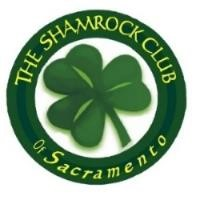 THE SHAMROCK CLUB
Of Sacramento